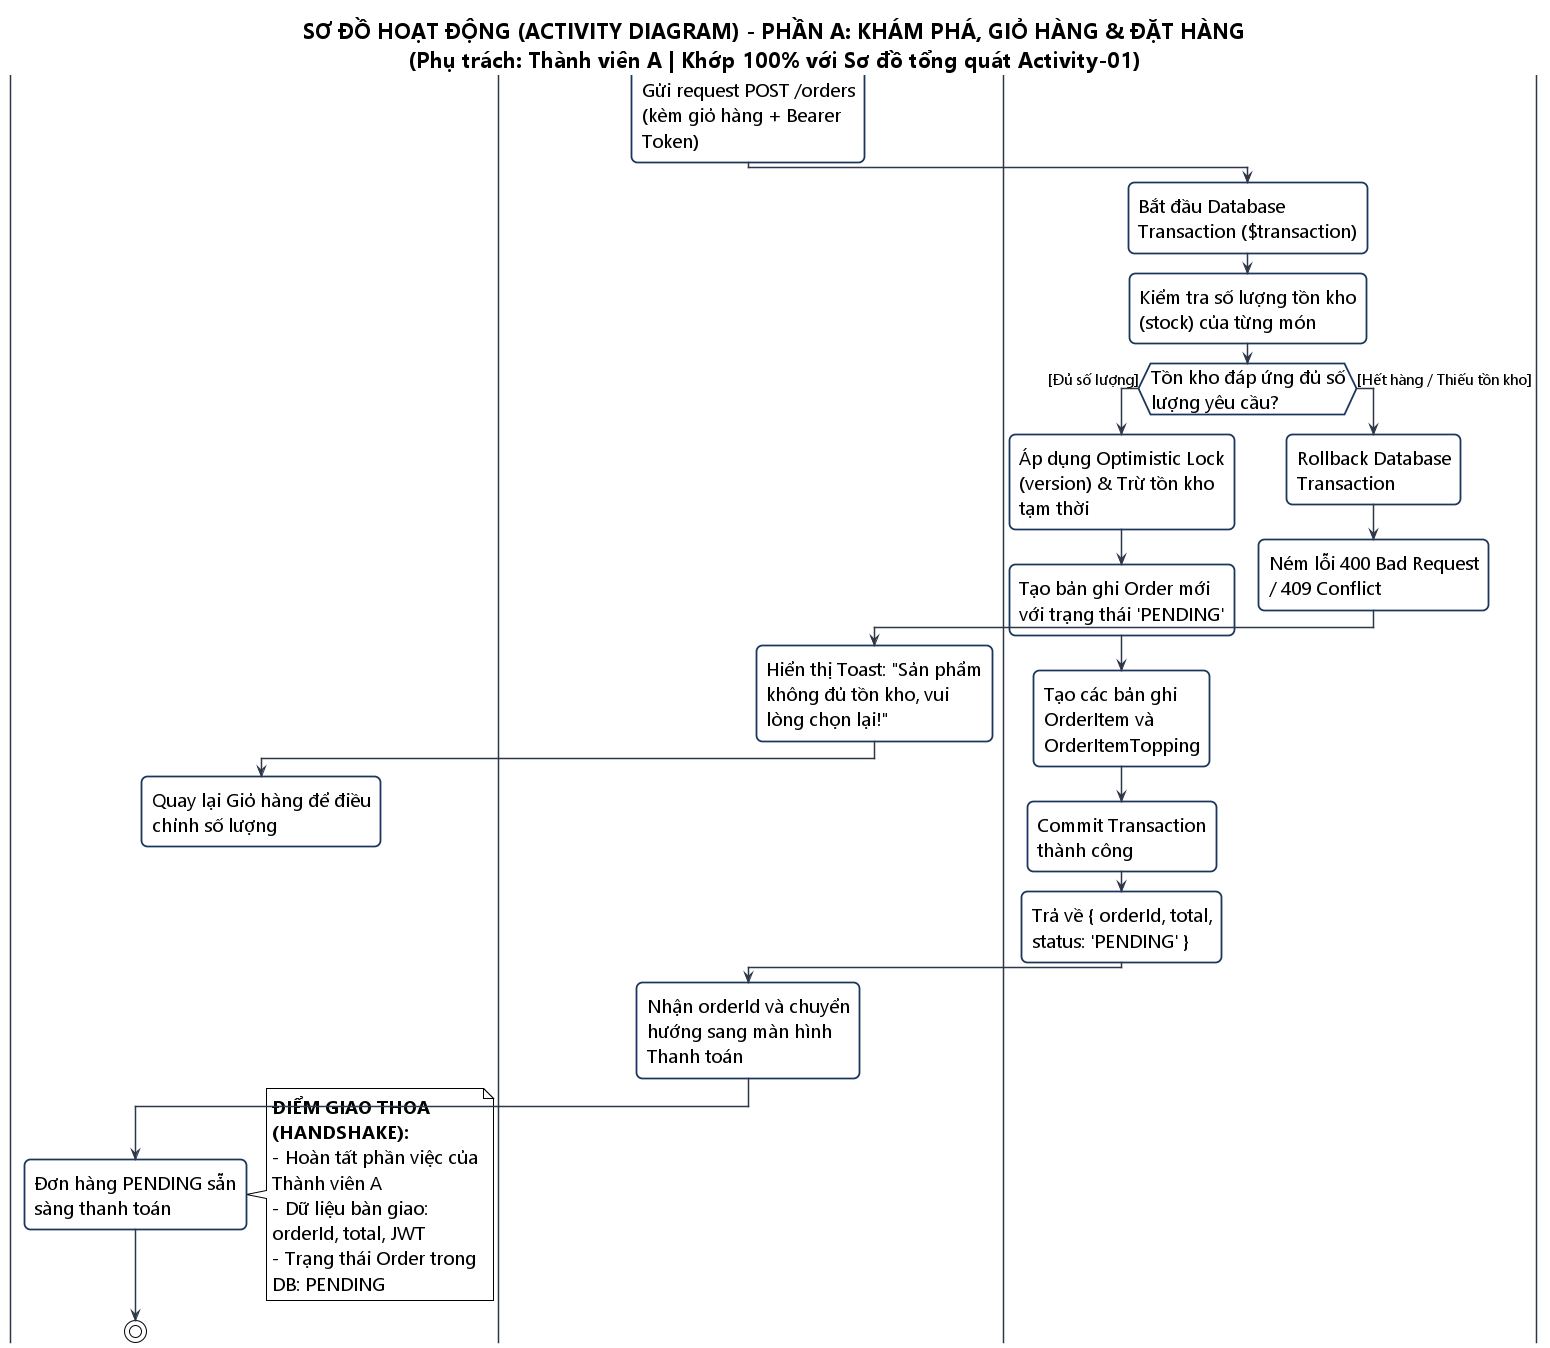 SƠ ĐỒ HOẠT ĐỘNG (ACTIVITY DIAGRAM) - PHẦN A: KHÁM PHÁ, GIỎ HÀNG & ĐẶT HÀNG
(Phụ trách: Thành viên A | Khớp 100% với Sơ đồ tổng quát Activity-01)
Gửi request POST /orders
(kèm giỏ hàng + Bearer
Token)
Bắt đầu Database
Transaction ($transaction)
Kiểm tra số lượng tồn kho
(stock) của từng món
[Đủ số lượng]
Tồn kho đáp ứng đủ số
lượng yêu cầu?
[Hết hàng / Thiếu tồn kho]
Áp dụng Optimistic Lock
(version) & Trừ tồn kho
tạm thời
Rollback Database
Transaction
Ném lỗi 400 Bad Request
/ 409 Conflict
Tạo bản ghi Order mới
với trạng thái 'PENDING'
Hiển thị Toast: "Sản phẩm
không đủ tồn kho, vui
lòng chọn lại!"
Tạo các bản ghi
OrderItem và
OrderItemTopping
Quay lại Giỏ hàng để điều
chỉnh số lượng
Commit Transaction
thành công
Trả về { orderId, total,
status: 'PENDING' }
Nhận orderId và chuyển
hướng sang màn hình
Thanh toán
ĐIỂM GIAO THOA
(HANDSHAKE):
- Hoàn tất phần việc của
Thành viên A
- Dữ liệu bàn giao:
orderId, total, JWT
- Trạng thái Order trong
DB: PENDING
Đơn hàng PENDING sẵn
sàng thanh toán